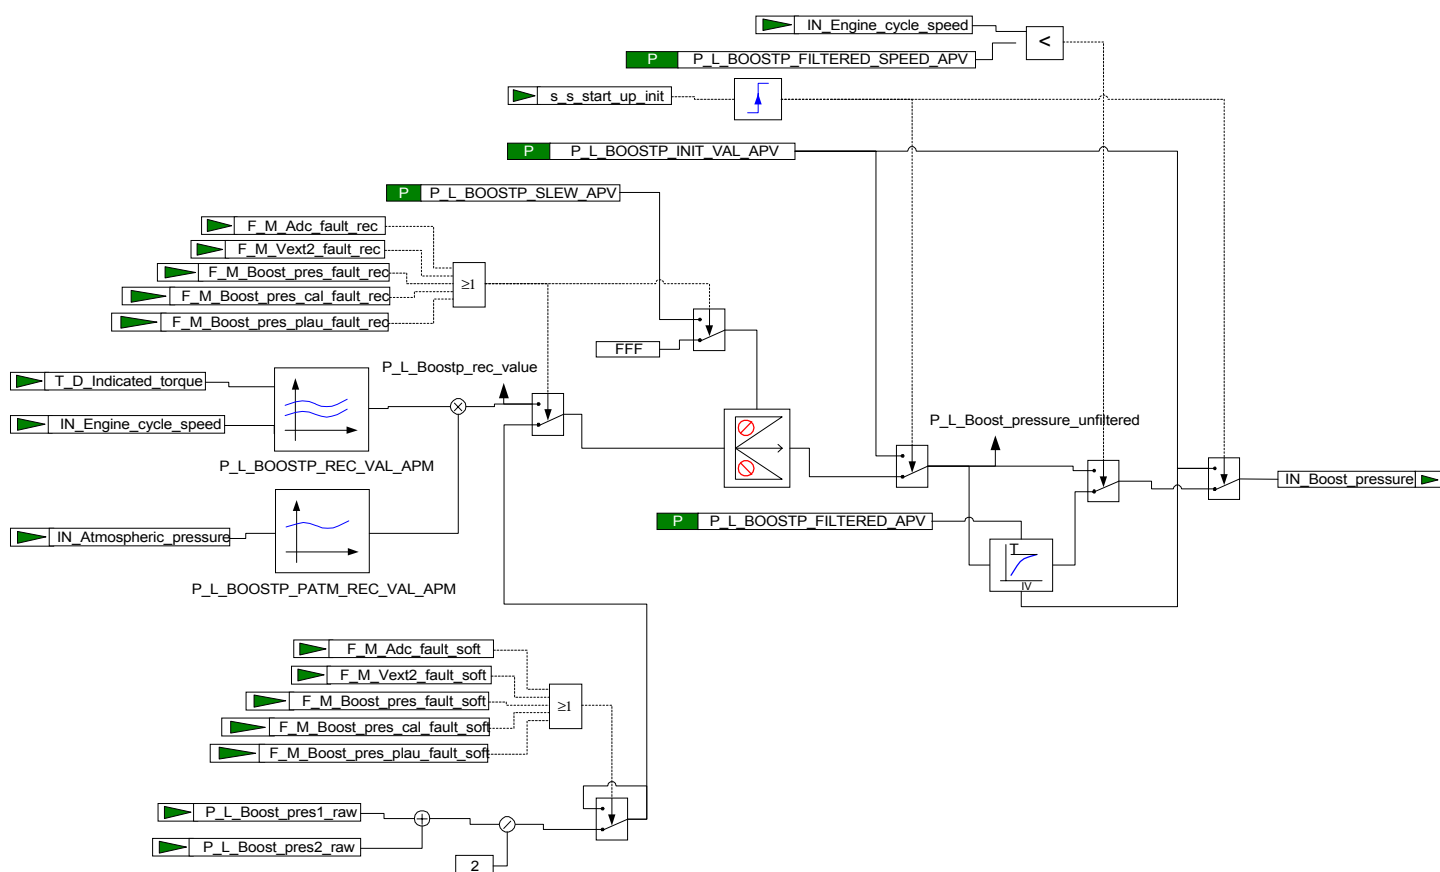 IN_Engine_cycle_speed
<
P P_L_BOOSTP_FILTERED_SPEED_APV
s_s_start_up_init
P P_L_BOOSTP_INIT_VAL_APV
P P_L_BOOSTP_SLEW_APV
F_M_Adc_fault_rec
F_M_Vext2_fault_rec
F_M_Boost_pres_fault_rec
≥1
F_M_Boost_pres_cal_fault_rec
F_M_Boost_pres_plau_fault_rec
FFF
P_L_Boostp_rec_value
T_D_Indicated_torque
IN_Engine_cycle_speed
P_L_BOOSTP_REC_VAL_APM
P_L_Boost_pressure_unfiltered
IN_Boost_pressure
P P_L_BOOSTP_FILTERED_APV
IN_Atmospheric_pressure
T
IV
P_L_BOOSTP_PATM_REC_VAL_APM
F_M_Adc_fault_soft
F_M_Vext2_fault_soft
F_M_Boost_pres_fault_soft
≥1
F_M_Boost_pres_cal_fault_soft
F_M_Boost_pres_plau_fault_soft
P_L_Boost_pres1_raw
P_L_Boost_pres2_raw
2